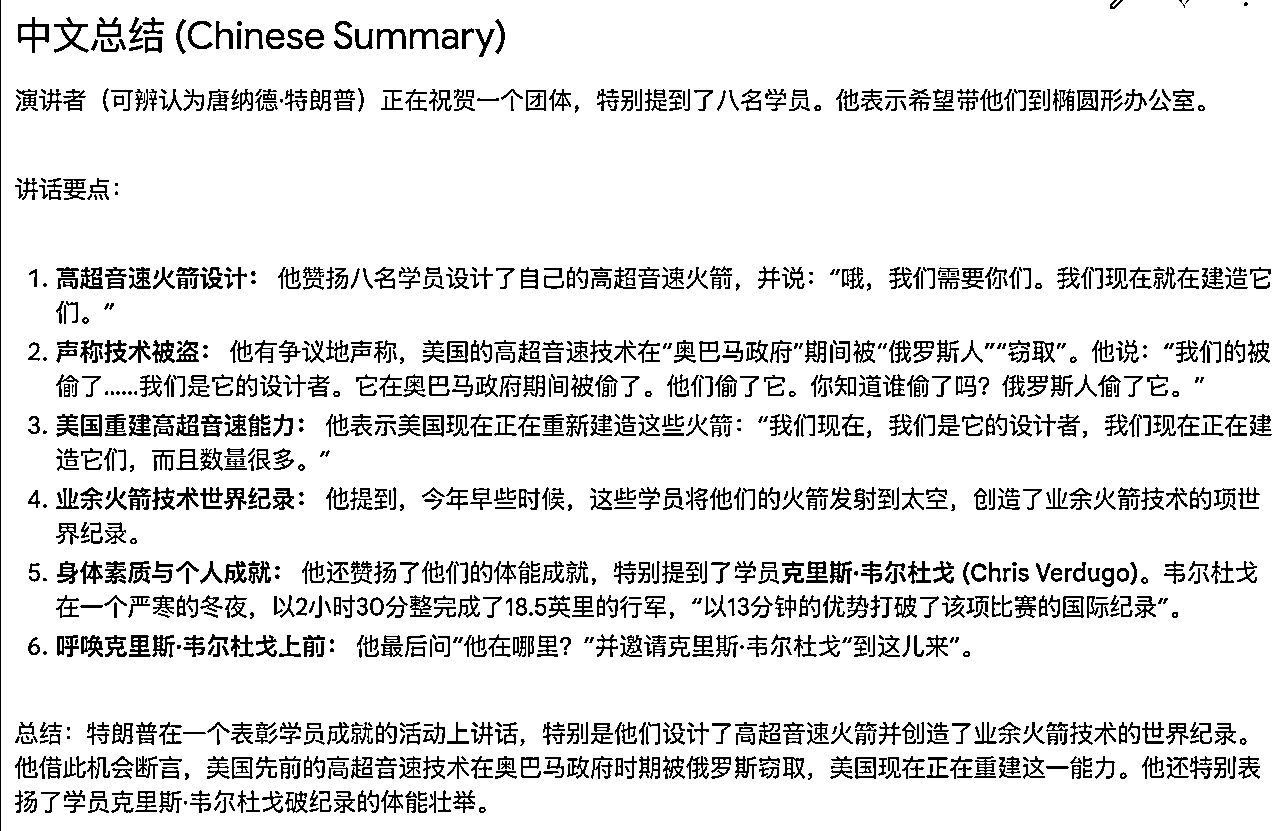 中文总结 (Chinese Summary)
演讲者（可辨认为唐纳德·特朗普）正在祝贺一个团体，特别提到了八名学员。他表示希望带他们到椭圆形办公室。
讲话要点：
1. 高超音速火箭设计： 他赞扬八名学员设计了自己的高超音速火箭，并说：“哦，我们需要你们。我们现在就在建造它
们。”
2. 声称技术被盗： 他有争议地声称，美国的高超音速技术在“奥巴马政府”期间被“俄罗斯人”“窃取”。他说：“我们的被
偷了……我们是它的设计者。它在奥巴马政府期间被偷了。他们偷了它。你知道谁偷了吗？俄罗斯人偷了它。”
3. 美国重建高超音速能力： 他表示美国现在正在重新建造这些火箭：“我们现在，我们是它的设计者，我们现在正在建
造它们，而且数量很多。”
4. 业余火箭技术世界纪录： 他提到，今年早些时候，这些学员将他们的火箭发射到太空，创造了业余火箭技术的项世
界纪录。
5. 身体素质与个人成就： 他还赞扬了他们的体能成就，特别提到了学员克里斯·韦尔杜戈 (Chris Verdugo)。韦尔杜戈
在一个严寒的冬夜，以2小时30分整完成了18.5英里的行军，“以13分钟的优势打破了该项比赛的国际纪录”。
6. 呼唤克里斯·韦尔杜戈上前： 他最后问“他在哪里？”并邀请克里斯·韦尔杜戈“到这儿来”。
总结：特朗普在一个表彰学员成就的活动上讲话，特别是他们设计了高超音速火箭并创造了业余火箭技术的世界纪录。
他借此机会断言，美国先前的高超音速技术在奥巴马政府时期被俄罗斯窃取，美国现在正在重建这一能力。他还特别表
扬了学员克里斯·韦尔杜戈破纪录的体能壮举。